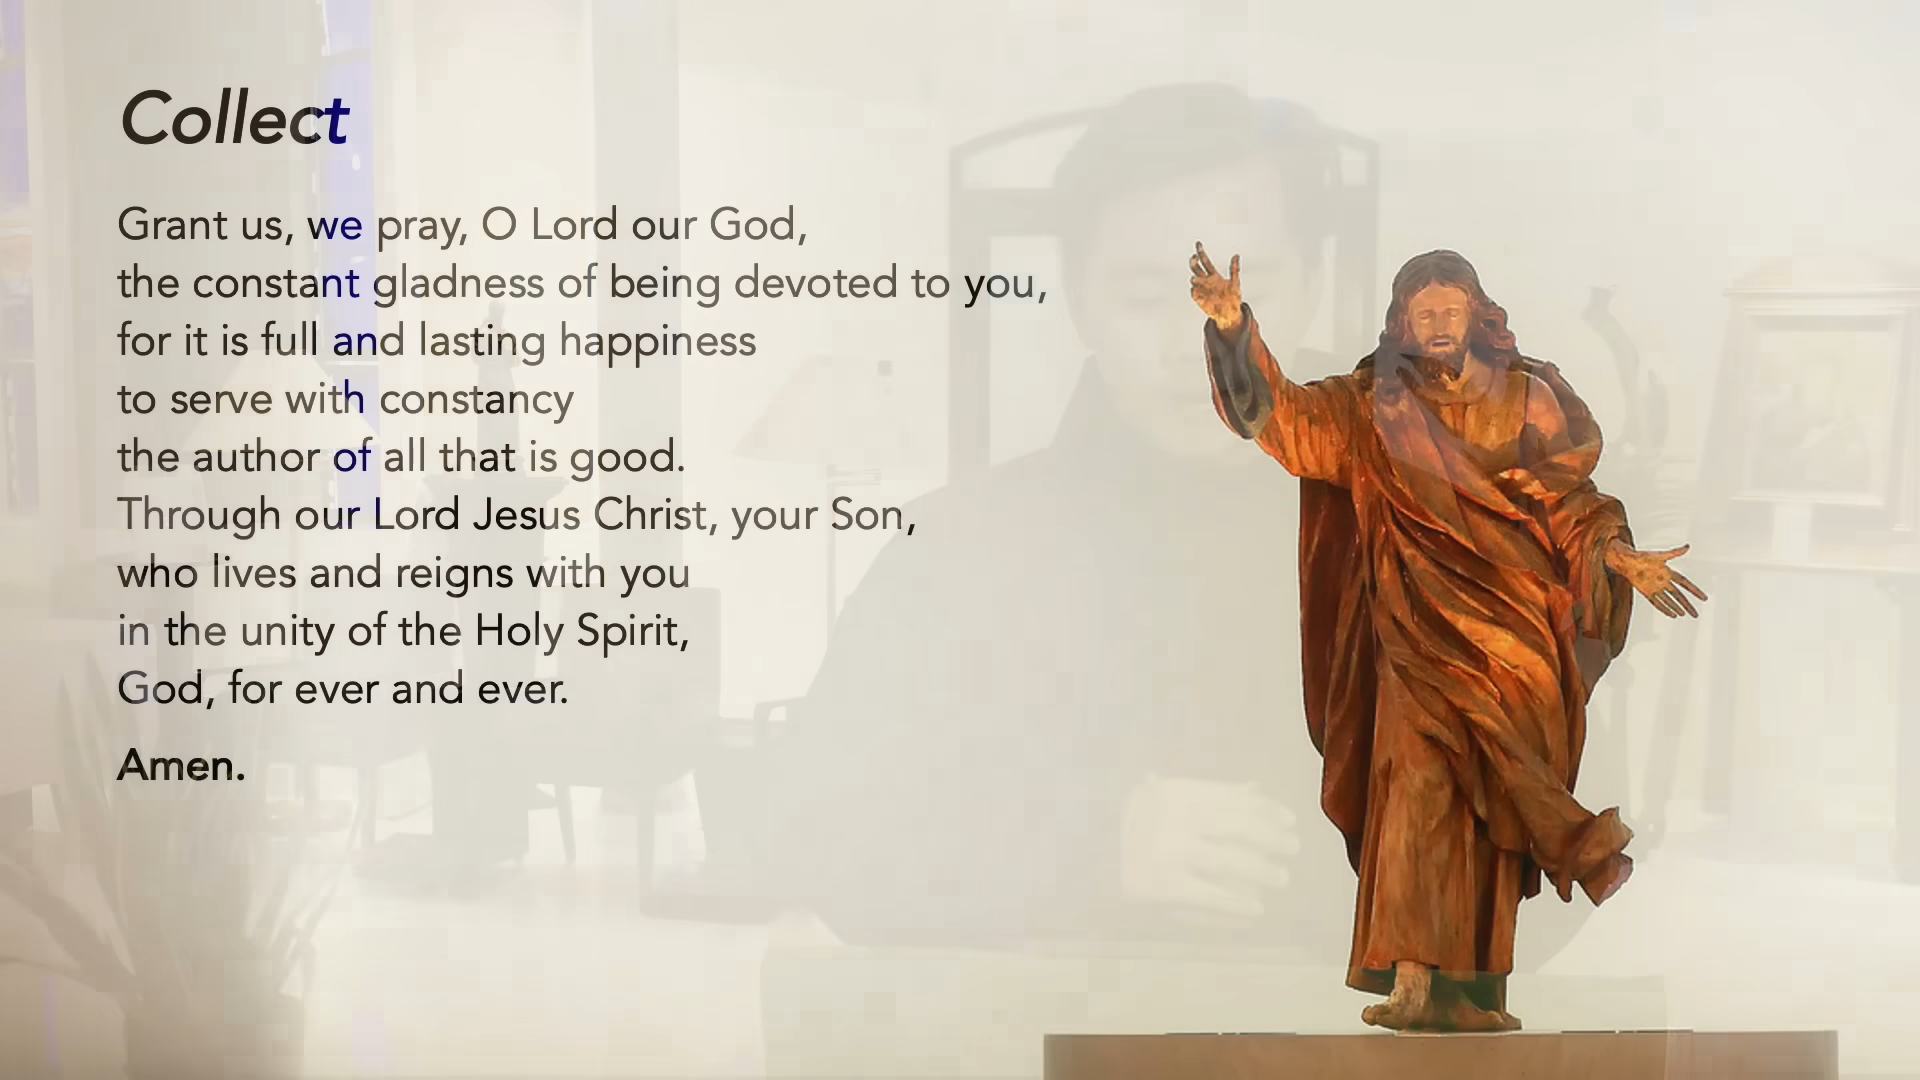 Collect
Grant us, we pray, O Lord our God,
the constant gladness of being devoted to you,
for it is full and lasting happiness
to serve with constancy
the author of all that is good.
Through our Lord Jesus Christ, your Son,
who lives and reigns with you
in the unity of the Holy Spirit,
God, for ever and ever.
Amen.